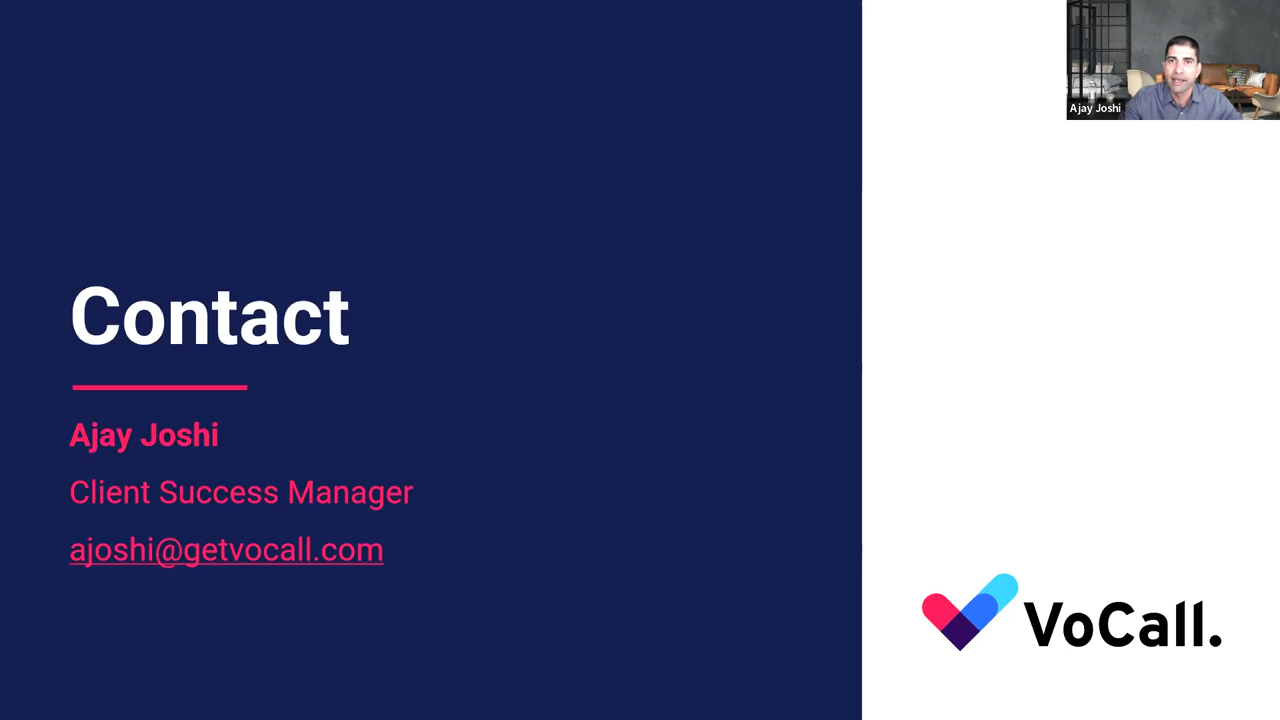 Ajay Joshi
Contact
Ajay Joshi
Client Success Manager
ajoshi@getvocall.com
VoCall.